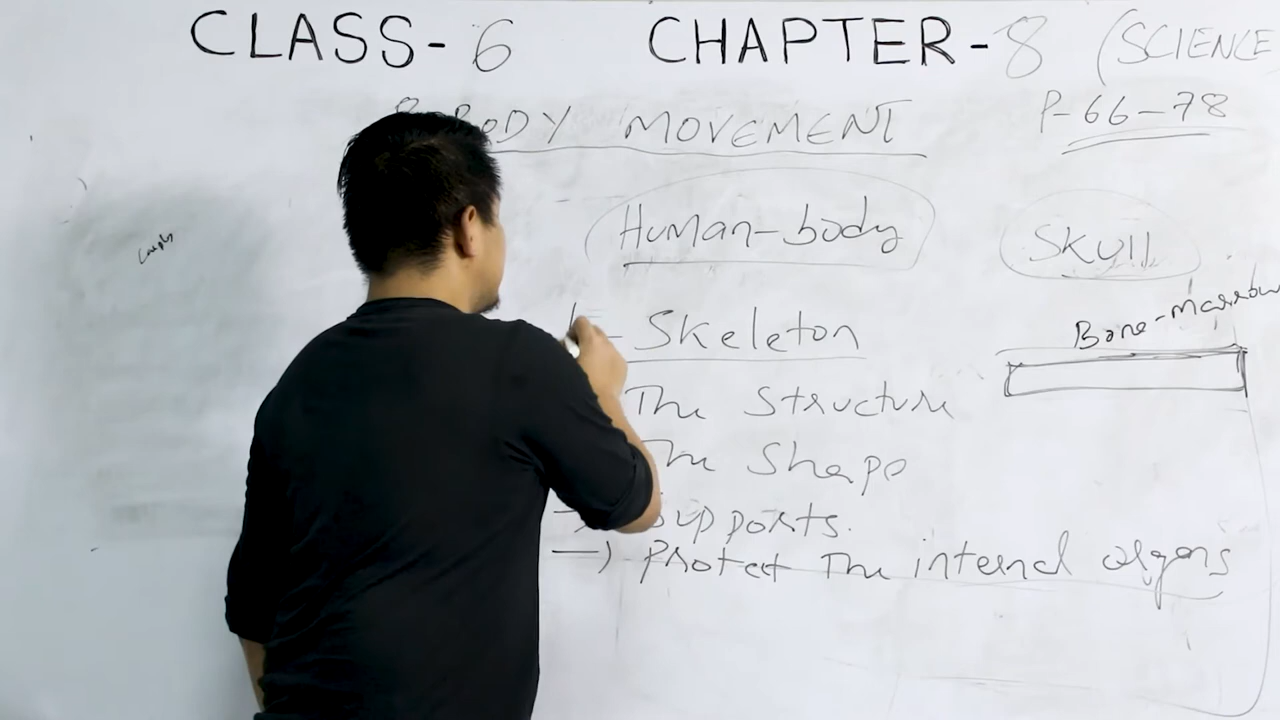 CLASS-6 CHAPTER-8 (SCIENCE
BODY MOVEMENT P-66-78
Human-body
SKULL
Bone-Marrow
Skeleton
The Structure
The Shape
Supports.
→ Protect The internal organs